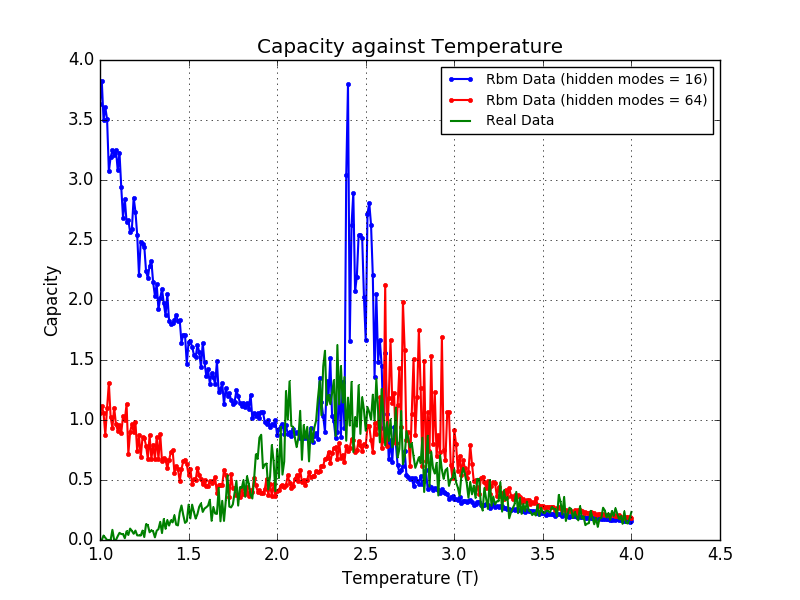 Capacity against Temperature
4.0
3.5
3.0
2.5
2.0
1.5
1.0
0.5
0.0
Capacity
Rbm Data (hidden modes = 16)
Rbm Data (hidden modes = 64)
Real Data
1.0 1.5 2.0 2.5 3.0 3.5 4.0 4.5
Temperature (T)